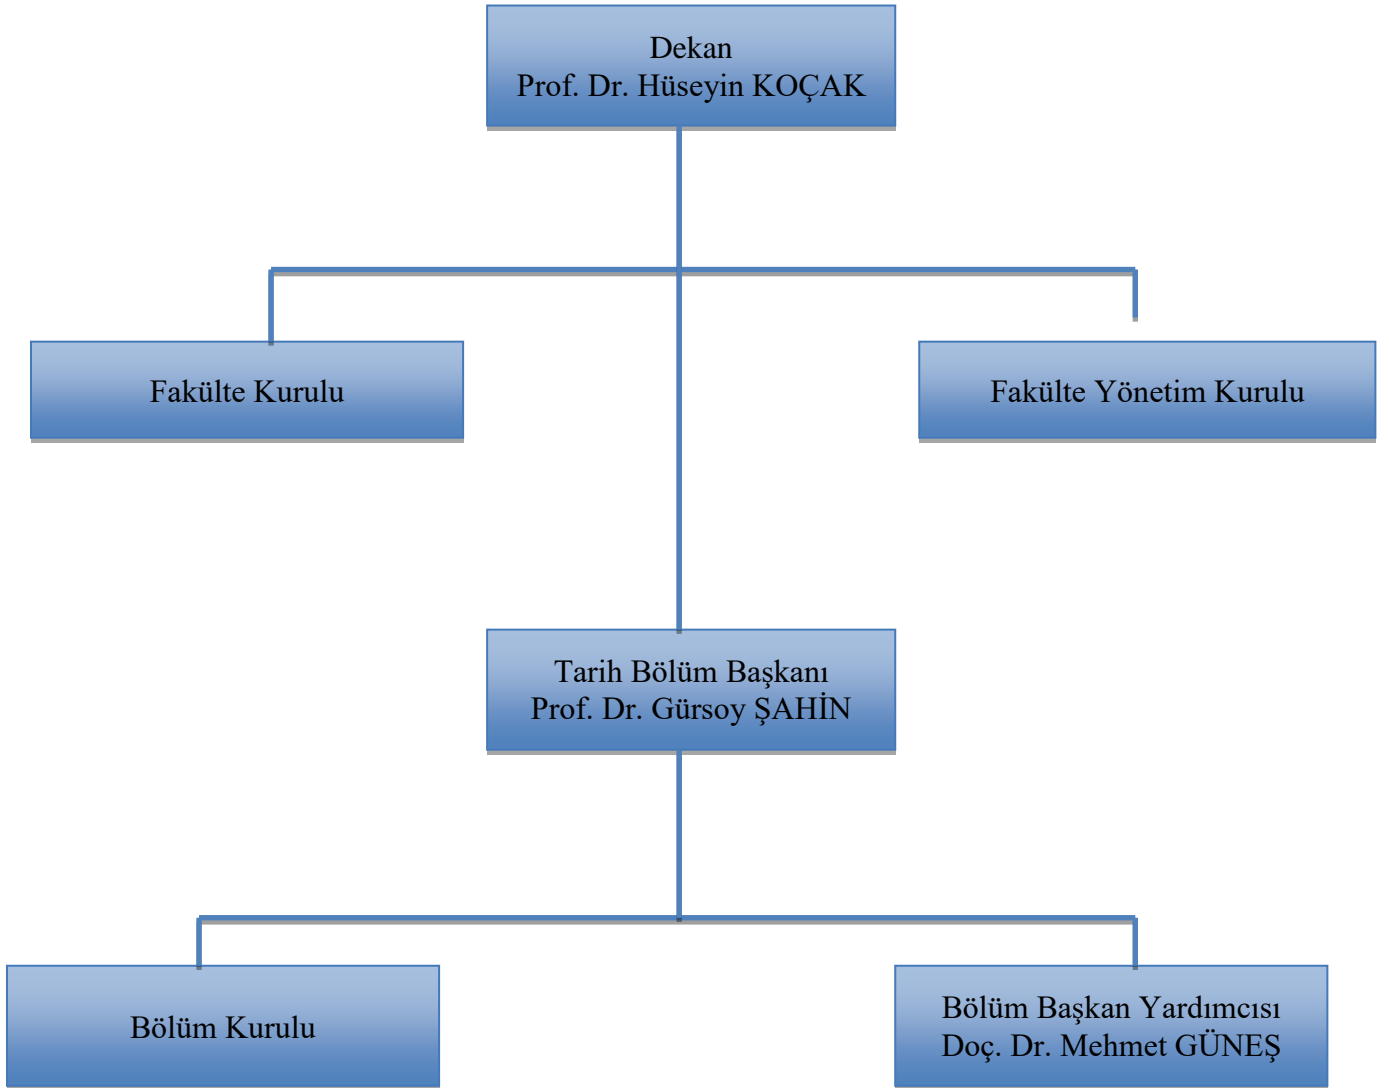 Dekan
Prof. Dr. Hüseyin KOÇAK
Fakülte Kurulu
Fakülte Yönetim Kurulu
Tarih Bölüm Başkanı
Prof. Dr. Gürsoy ŞAHİN
Bölüm Kurulu
Bölüm Başkan Yardımcısı
Doç. Dr. Mehmet GÜNEŞ